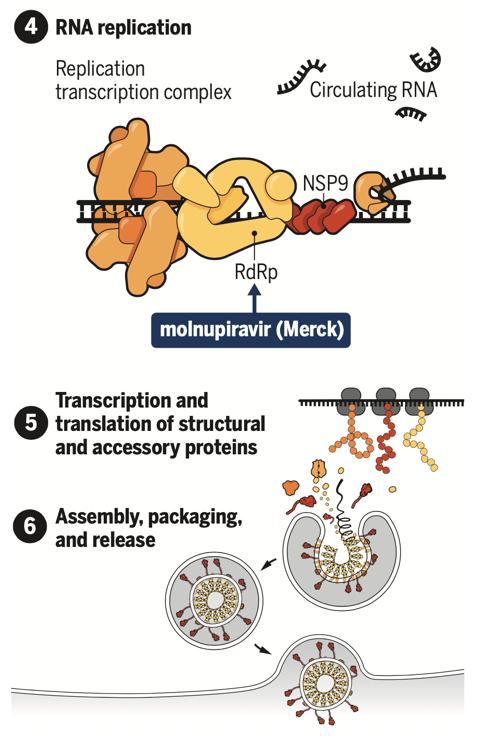 4 RNA replication
Replication
transcription complex
Circulating RNA
NSP9
RdRp
molnupiravir (Merck)
5 Transcription and
translation of structural
and accessory proteins
6 Assembly, packaging,
and release